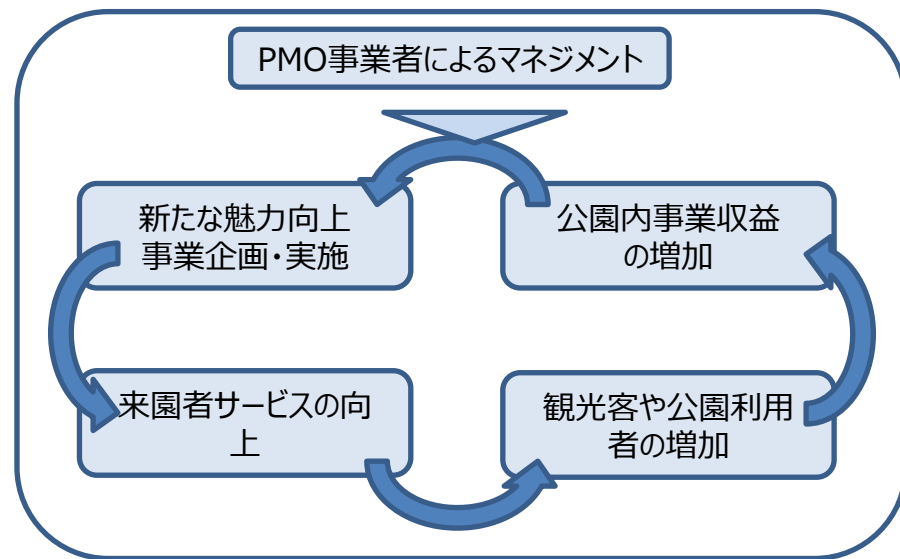 PMO事業者によるマネジメント
新たな魅力向上
事業企画・実施
公園内事業収益
の増加
来園者サービスの向
上
観光客や公園利用
者の増加